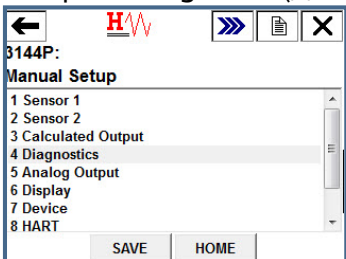 H
3144P:
Manual Setup
1 Sensor 1
2 Sensor 2
3 Calculated Output
4 Diagnostics
5 Analog Output
6 Display
7 Device
8 HART
SAVE HOME